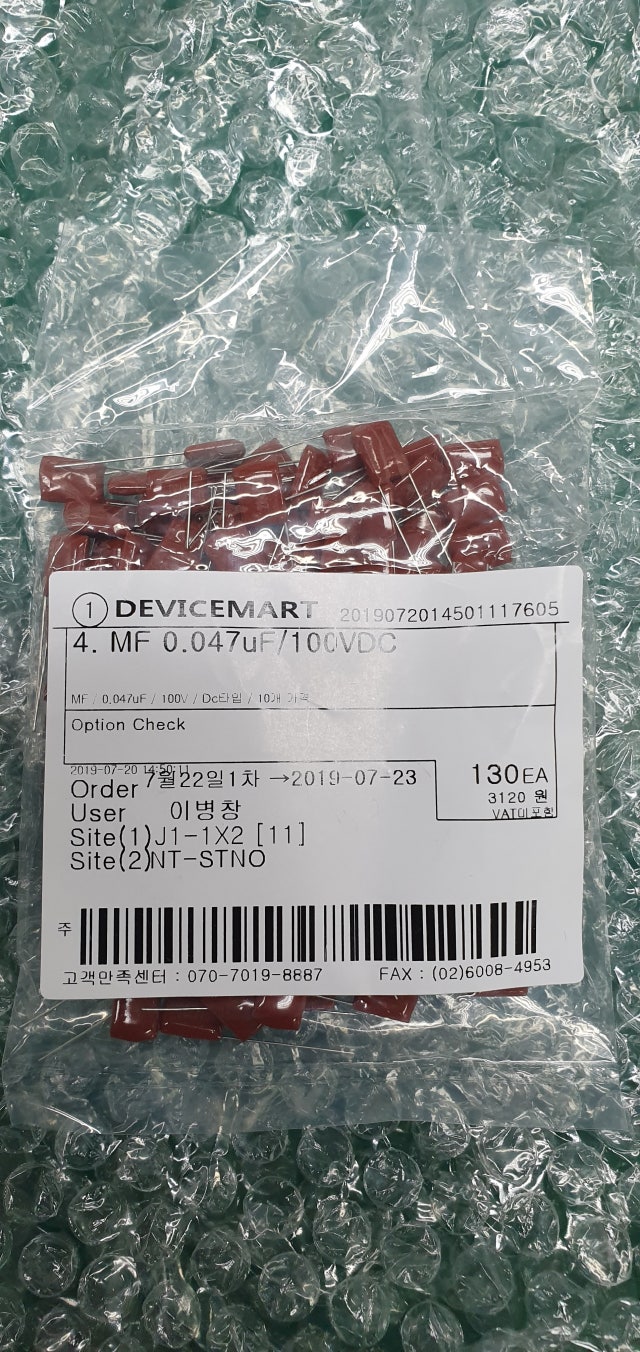 ① DEVICEMART 2019072014501117605
4. MF 0.047uF/100VDC
MF / 0.047uF / 100V / Dc타입 / 10개 가격
Option Check
2019-07-20 14:50:11
Order 7월22일1차 →2019-07-23
130EA
3120 원
VAT미포함
User 이병창
Site(1)J1-1X2 [11]
Site(2)NT-STNO
주
고객만족센터 : 070-7019-8887 FAX : (02)6008-4953